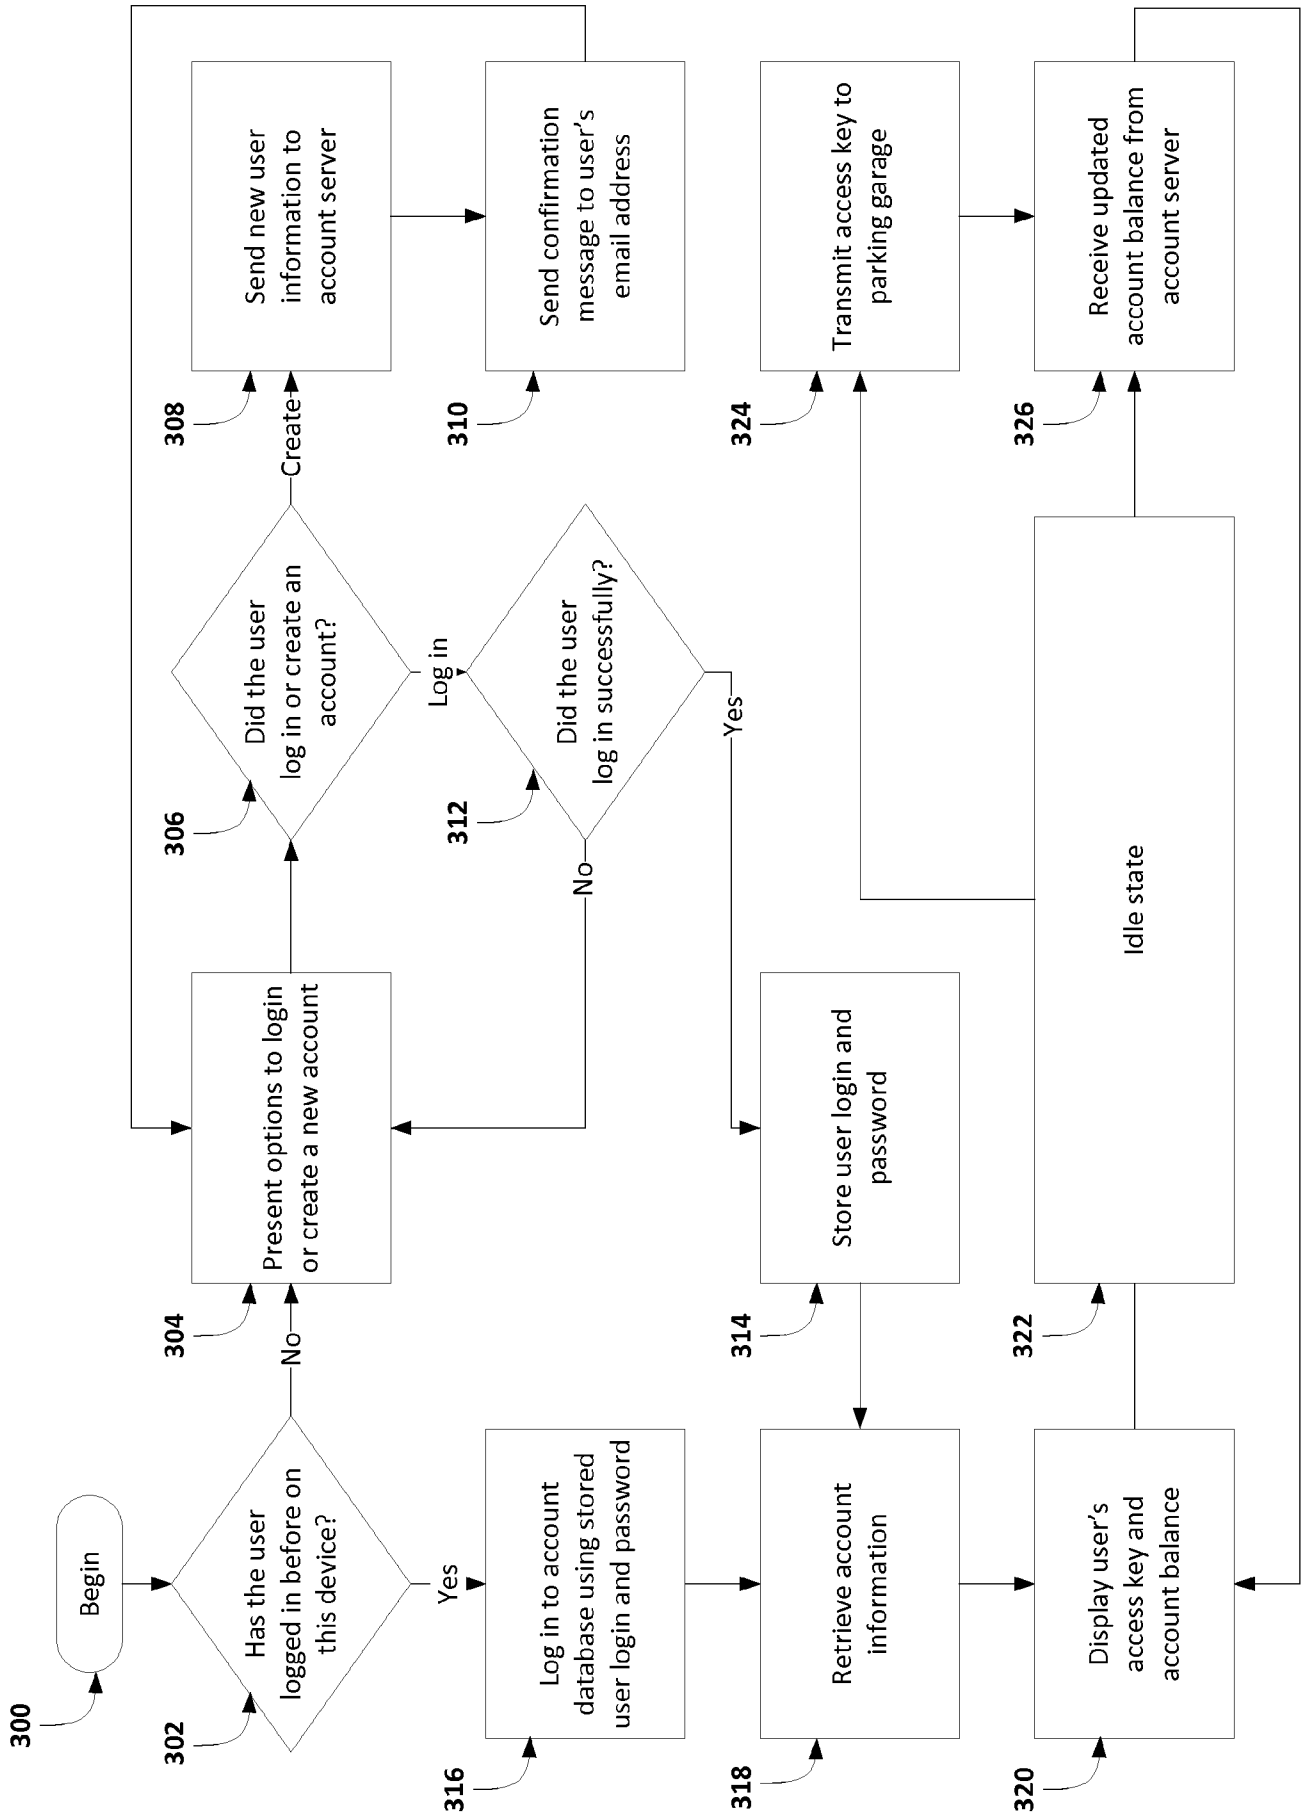 300
Begin
302
Has the user
logged in before on
this device?
No
Yes
304
Present options to login
or create a new account
306
Did the user
log in or create an
account?
Create
Log in
308
Send new user
information to
account server
310
Send confirmation
message to user's
email address
312
Did the user
log in successfully?
No
Yes
316
Log in to account
database using stored
user login and password
314
Store user login and
password
318
Retrieve account
information
320
Display user's
access key and
account balance
322
Idle state
324
Transmit access key to
parking garage
326
Receive updated
account balance from
account server